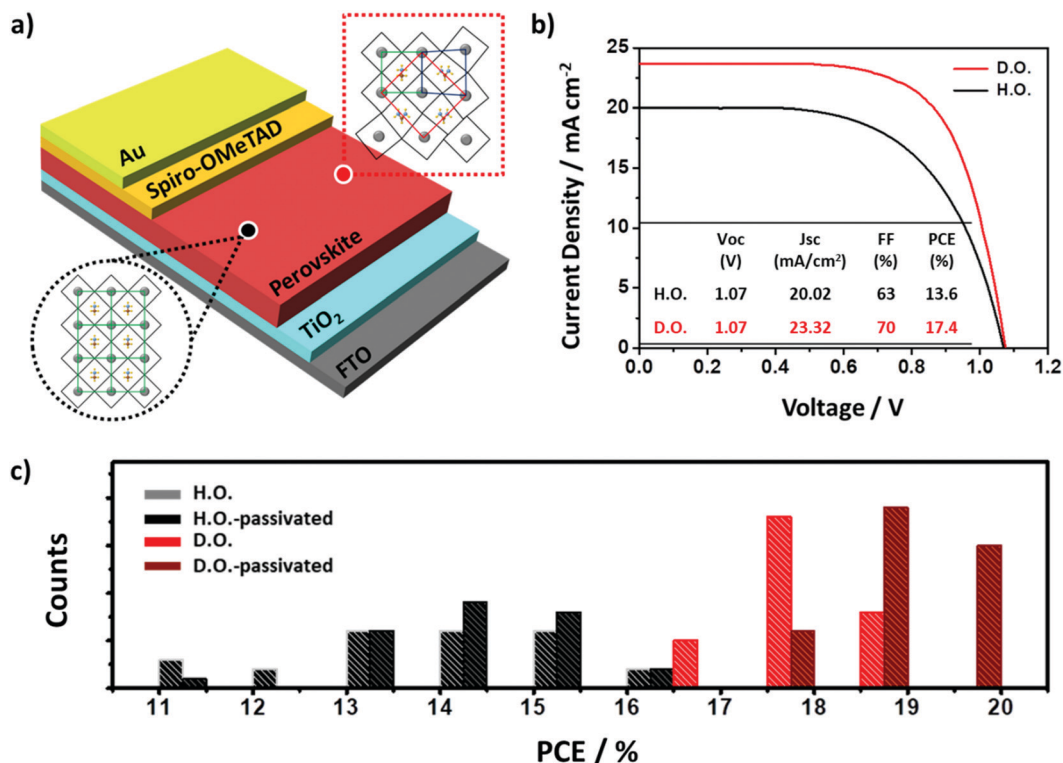 a)
Au
Spiro-OMeTAD
Perovskite
TiO₂
FTO
b)
Current Density / mA cm⁻²
25
20
15
10
5
0
D.O.
H.O.
Voc Jsc FF PCE
(V) (mA/cm²) (%) (%)
H.O. 1.07 20.02 63 13.6
D.O. 1.07 23.32 70 17.4
0.0 0.2 0.4 0.6 0.8 1.0 1.2
Voltage / V
c)
Counts
H.O.
H.O.-passivated
D.O.
D.O.-passivated
11 12 13 14 15 16 17 18 19 20
PCE / %